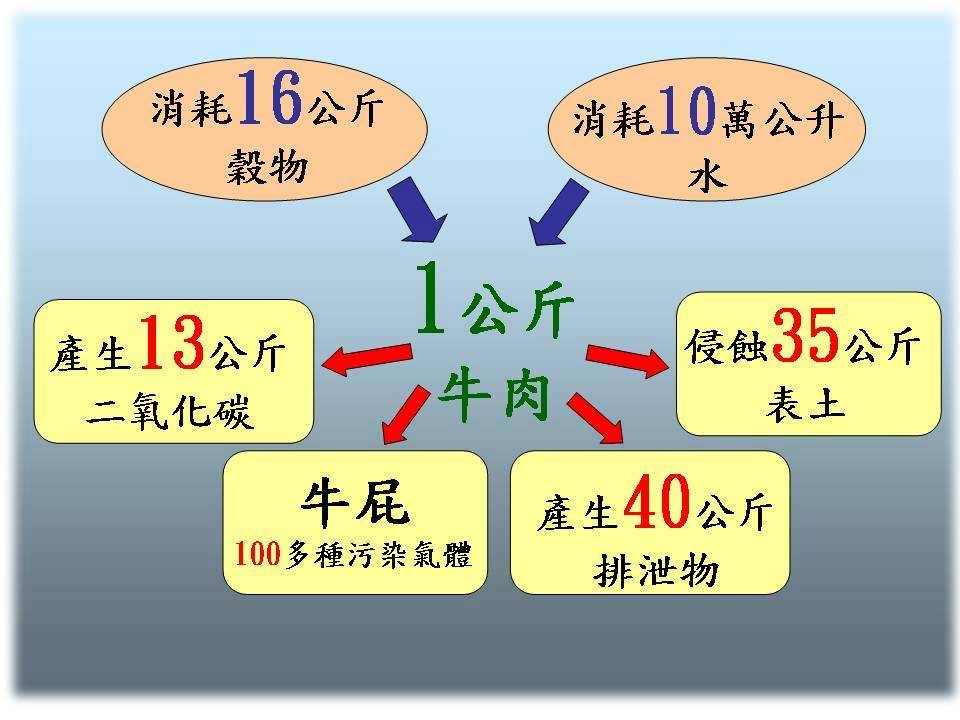 消耗16公斤
穀物
消耗10萬公升
水
1公斤
牛肉
產生13公斤
二氧化碳
侵蝕35公斤
表土
牛屁
100多種污染氣體
產生40公斤
排泄物